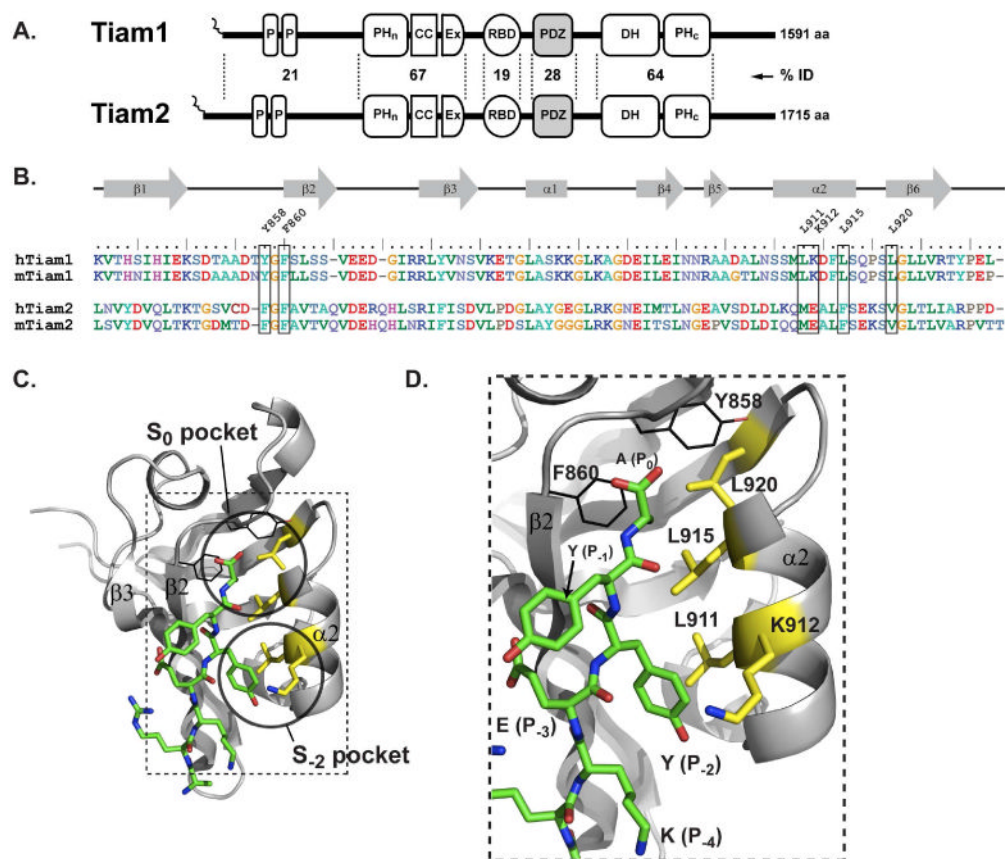 A.
Tiam1
P P PHn CC Ex RBD PDZ DH PHc
1591 aa
21 67 19 28 64 ← % ID
Tiam2
P P PHn CC Ex RBD PDZ DH PHc
1715 aa
B.
β1 β2 β3 α1 β4 β5 α2 β6
Y858 F860 L911 K912 L915 L920
hTiam1 KVTHSIHIEKSDTAADTYGFSLSS-VEED-GIRRLYVNSVKETGLASKKGLKAGDEILEINNRAADALNSSMLKDFLSQPSLGLLVRTYPEL-
mTiam1 KVTHNIHIEKSDAAADNYGFLLSS-VDED-GIRRLYVNSVKETGLASKKGLKAGDEILEINNRAAGTLNSSMLKDFLSQPSLGLLVRTYPEP-
hTiam2 LNVYDVQLTKTGSVCD-FGFAVTAQVDERQHLSRIFISDVLPDGLAYGEGLRKGNEIMTLNGEAVSDLDLKQMEALFSEKSVGLTLIARPPD-
mTiam2 LSVYDVQLTKTGDMTD-FGFAVTVQVDEHQHLNRIFISDVLPDSLAYGGGLRKGNEITSLNGEPVSDLDIQQMEALFSEKSVGLTLVARPVTT
C.
S0 pocket
β3
β2
α2
S-2 pocket
D.
Y858
F860
A (P0)
L920
β2
Y (P-1)
L915
α2
L911
K912
E (P-3)
Y (P-2)
K (P-4)